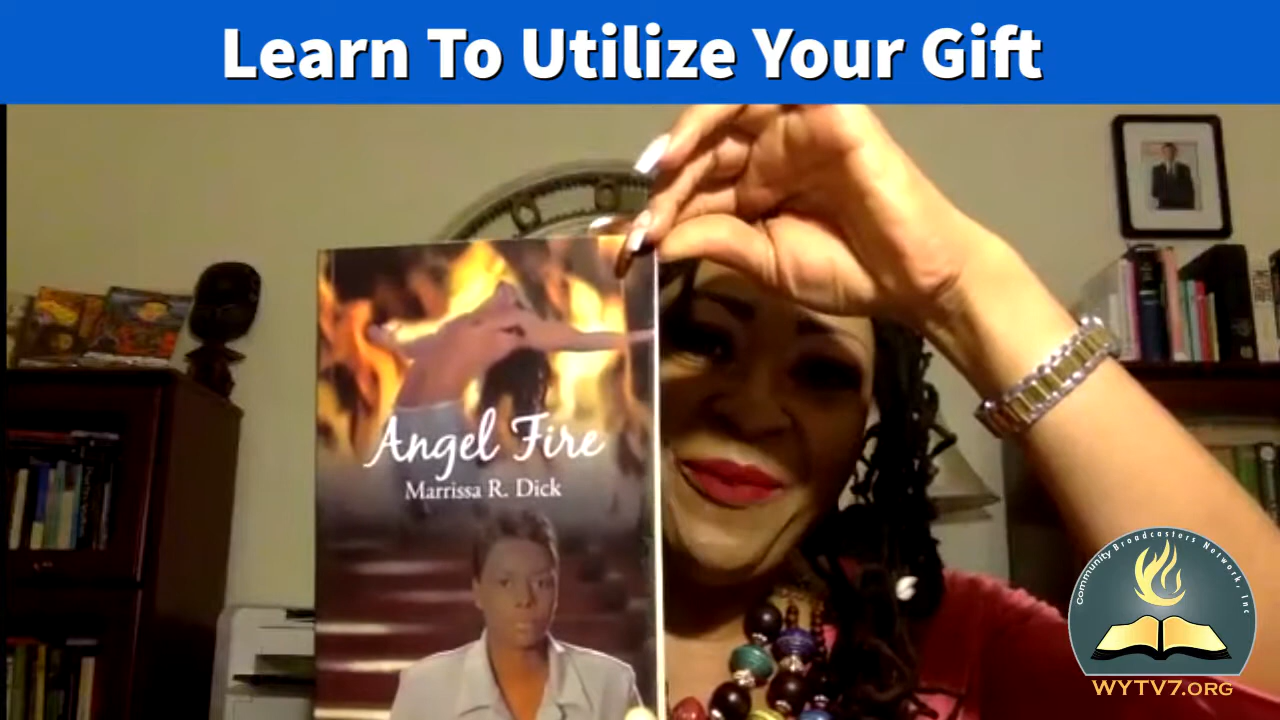 Learn To Utilize Your Gift
Angel Fire
Marrissa R. Dick
Community Broadcasters Network, Inc
WYTV7.ORG